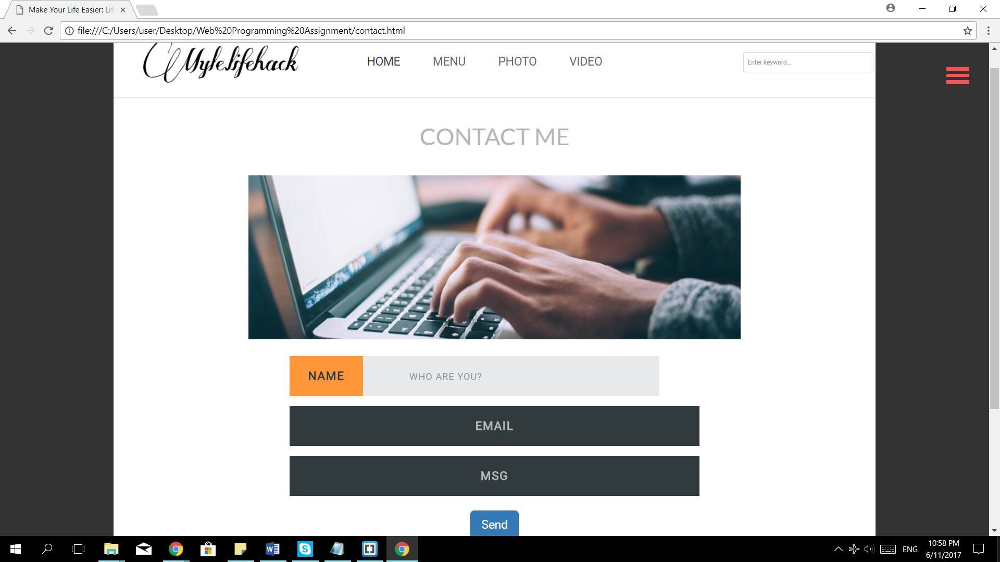 Make Your Life Easier: Lif
file:///C:/Users/user/Desktop/Web%20Programming%20Assignment/contact.html
Mylelifehack
HOME MENU PHOTO VIDEO
Enter keyword...
CONTACT ME
NAME WHO ARE YOU?
EMAIL
MSG
Send
ENG
10:58 PM
6/11/2017